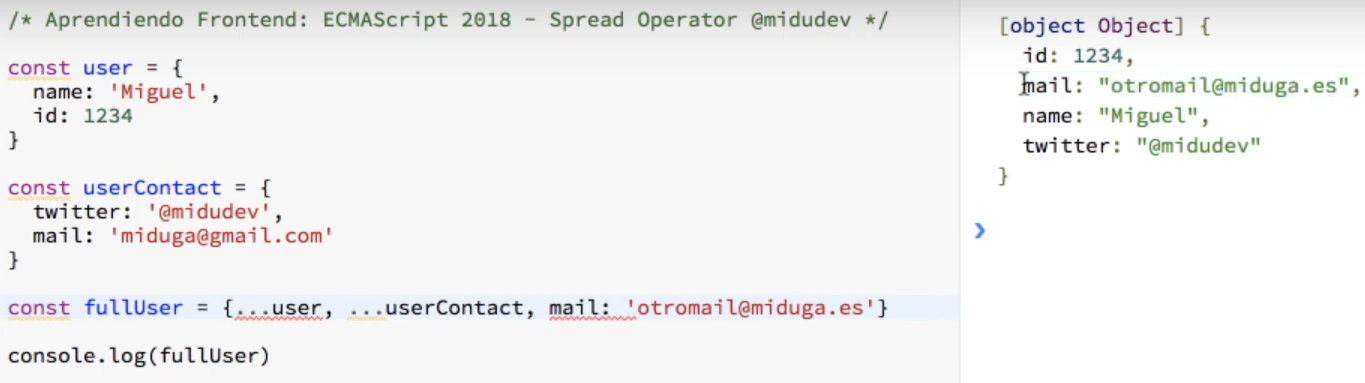 /* Aprendiendo Frontend: ECMAScript 2018 - Spread Operator @midudev */
const user = {
  name: 'Miguel',
  id: 1234
}
const userContact = {
  twitter: '@midudev',
  mail: 'miduga@gmail.com'
}
const fullUser = {...user, ...userContact, mail: 'otromail@miduga.es'}
console.log(fullUser)
[object Object] {
  id: 1234,
  mail: "otromail@miduga.es",
  name: "Miguel",
  twitter: "@midudev"
}